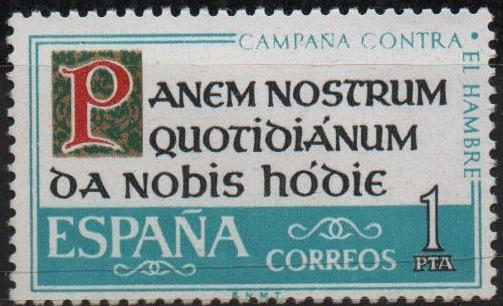 CAMPAÑA CONTRA · EL HAMBRE
PANEM NOSTRUM
QUOTIDIÁNUM
DA NOBIS HÓDIE
ESPAÑA
CORREOS
1
PTA
F.N.M.T